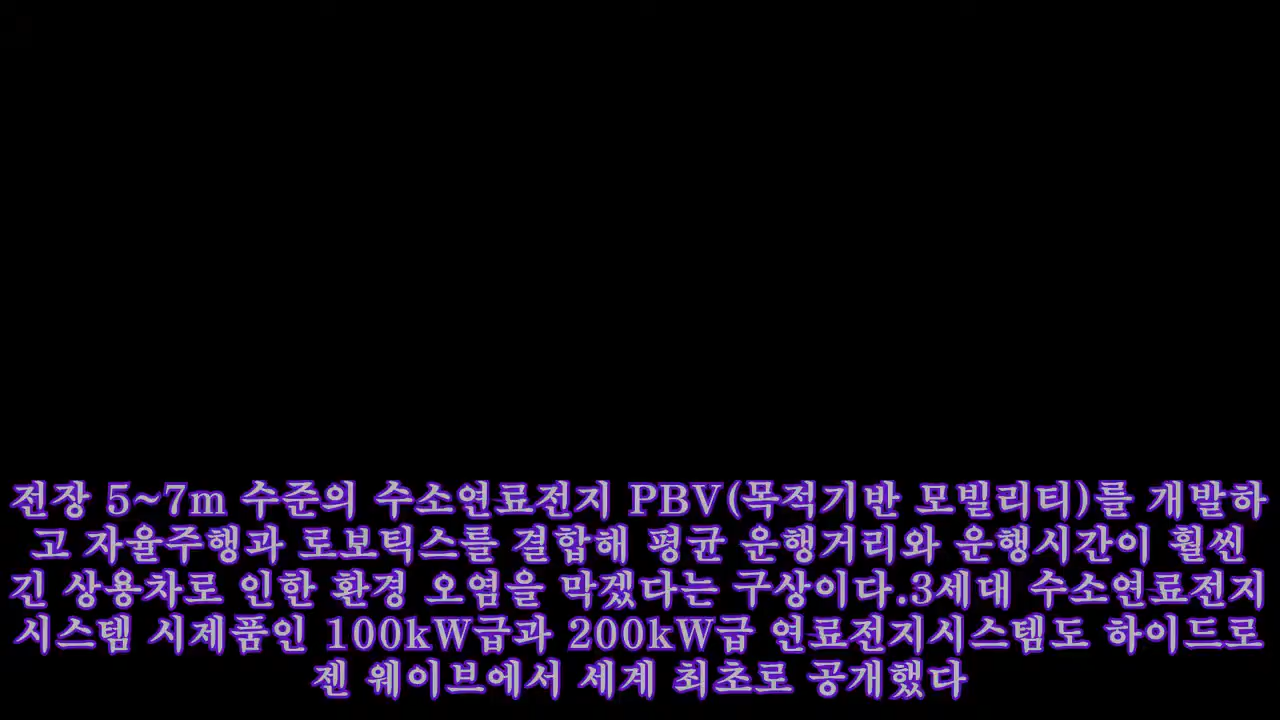 전장 5~7m 수준의 수소연료전지 PBV(목적기반 모빌리티)를 개발하
고 자율주행과 로보틱스를 결합해 평균 운행거리와 운행시간이 훨씬
긴 상용차로 인한 환경 오염을 막겠다는 구상이다.3세대 수소연료전지
시스템 시제품인 100kW급과 200kW급 연료전지시스템도 하이드로
젠 웨이브에서 세계 최초로 공개했다